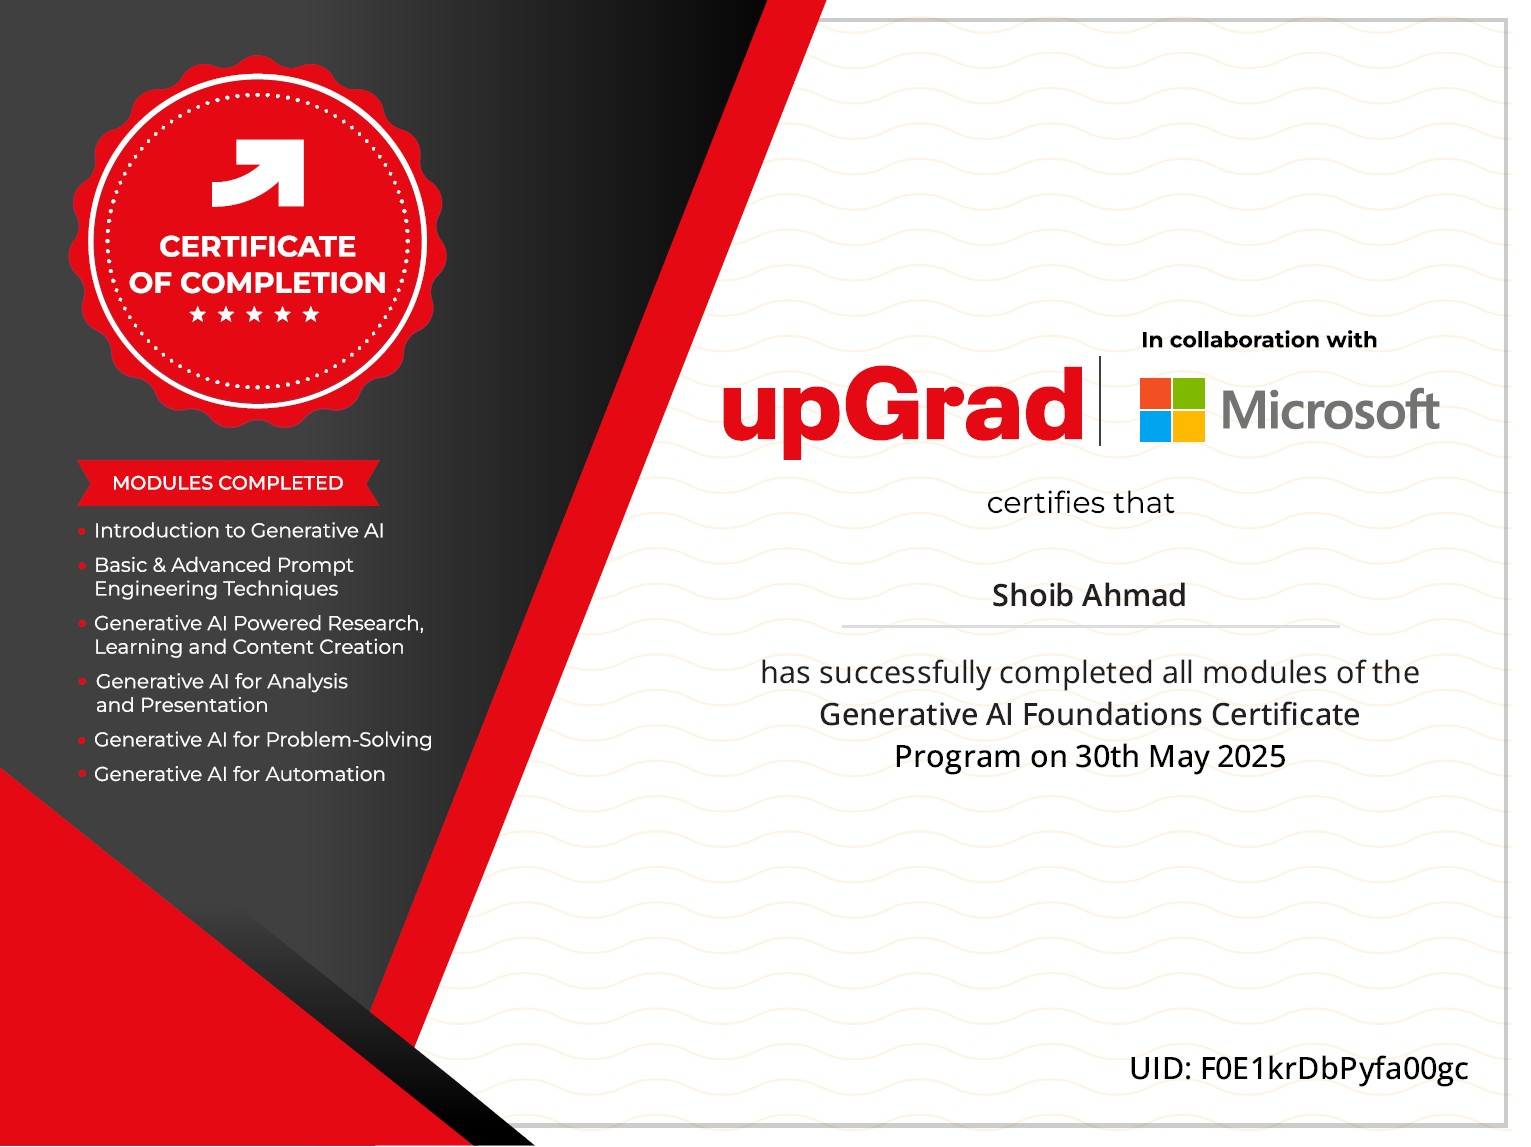 CERTIFICATE
OF COMPLETION
MODULES COMPLETED
Introduction to Generative AI
Basic & Advanced Prompt
Engineering Techniques
Generative AI Powered Research,
Learning and Content Creation
Generative AI for Analysis
and Presentation
Generative AI for Problem-Solving
Generative AI for Automation
In collaboration with
upGrad
Microsoft
certifies that
Shoib Ahmad
has successfully completed all modules of the
Generative AI Foundations Certificate
Program on 30th May 2025
UID: F0E1krDbPyfa00gc